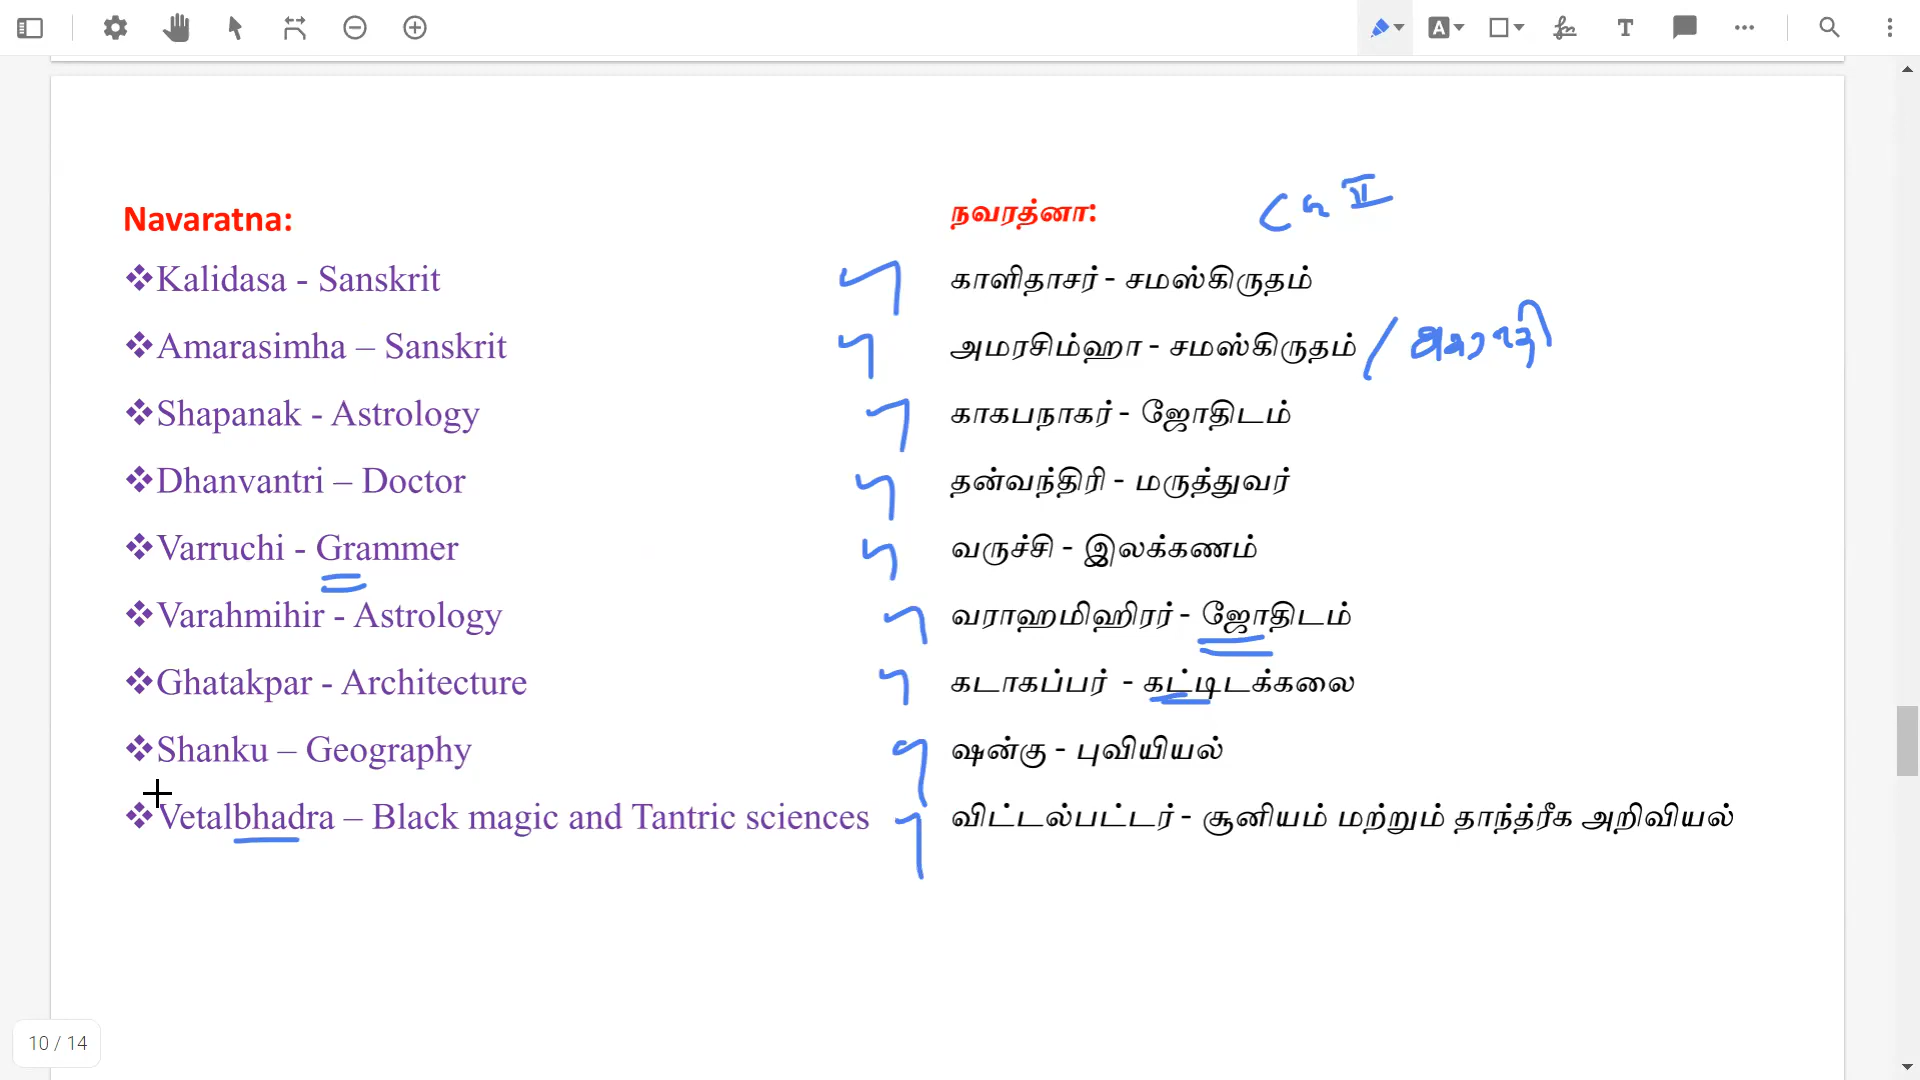 Navaratna:
❖Kalidasa - Sanskrit
❖Amarasimha – Sanskrit
❖Shapanak - Astrology
❖Dhanvantri – Doctor
❖Varruchi - Grammer
❖Varahmihir - Astrology
❖Ghatakpar - Architecture
❖Shanku – Geography
❖Vetalbhadra – Black magic and Tantric sciences
நவரத்னா:
காளிதாசர் - சமஸ்கிருதம்
அமரசிம்ஹா - சமஸ்கிருதம் / அகராதி
காகபநாகர் - ஜோதிடம்
தன்வந்திரி - மருத்துவர்
வருச்சி - இலக்கணம்
வராஹமிஹிரர் - ஜோதிடம்
கடாகப்பர் - கட்டிடக்கலை
ஷன்கு - புவியியல்
விட்டல்பட்டர் - சூனியம் மற்றும் தாந்த்ரீக அறிவியல்
10 / 14